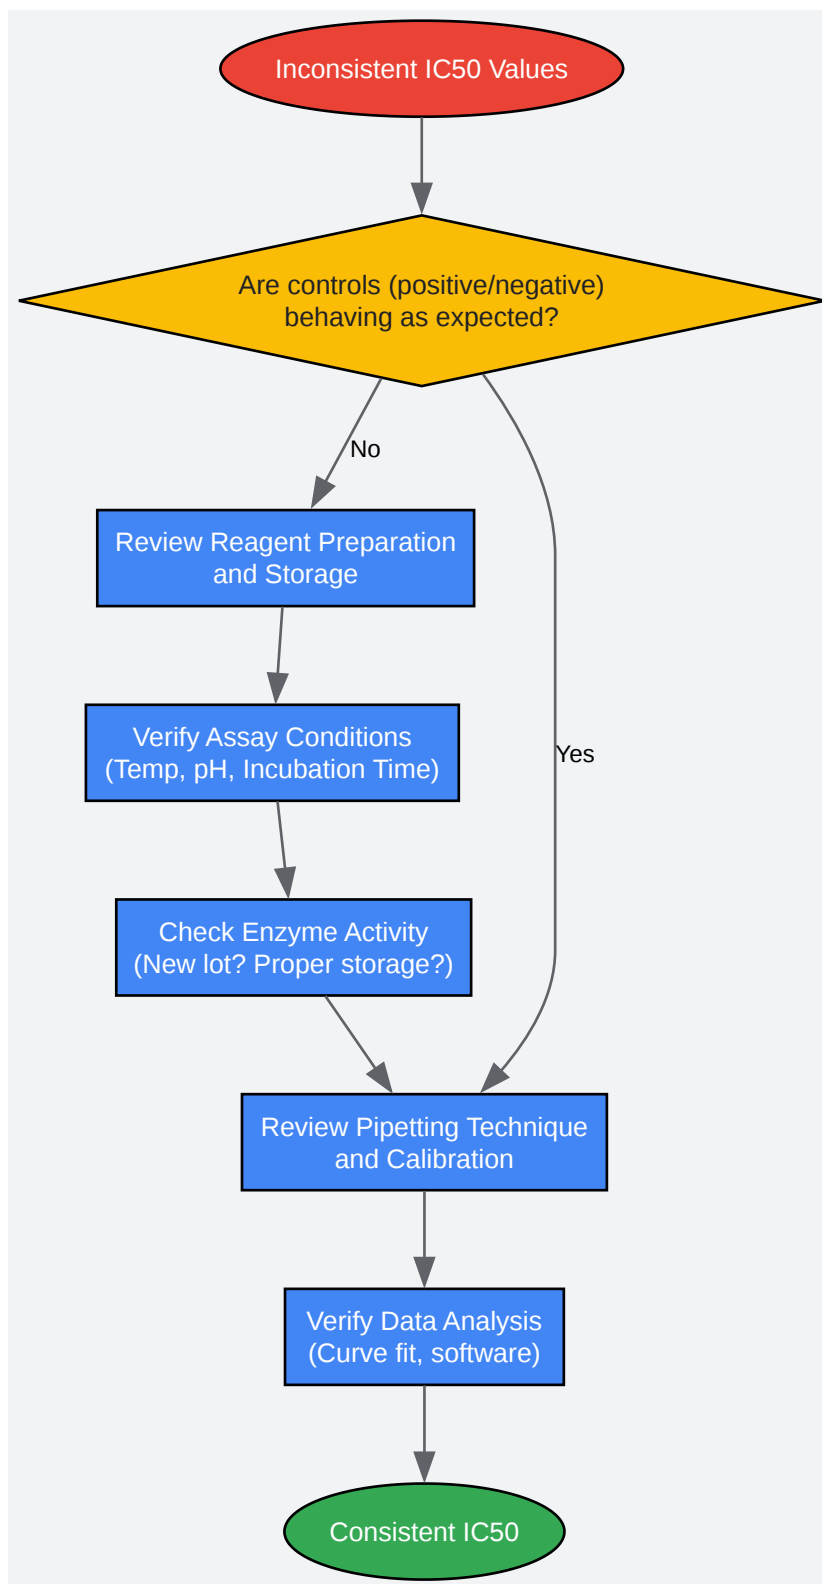 Inconsistent IC50 Values
Are controls (positive/negative)
behaving as expected?
No
Review Reagent Preparation
and Storage
Verify Assay Conditions
(Temp, pH, Incubation Time)
Yes
Check Enzyme Activity
(New lot? Proper storage?)
Review Pipetting Technique
and Calibration
Verify Data Analysis
(Curve fit, software)
Consistent IC50